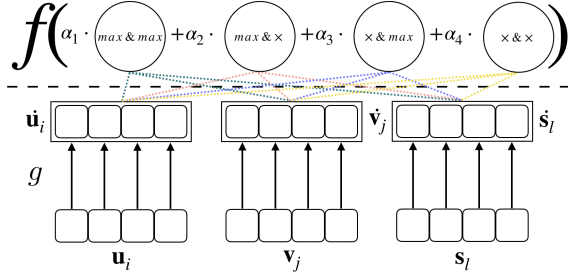 f(α₁ · max & max +α₂ · max & × +α₃ · × & max +α₄ · × & ×)
u̇ᵢ v̇ⱼ ṡₗ
g
uᵢ vⱼ sₗ